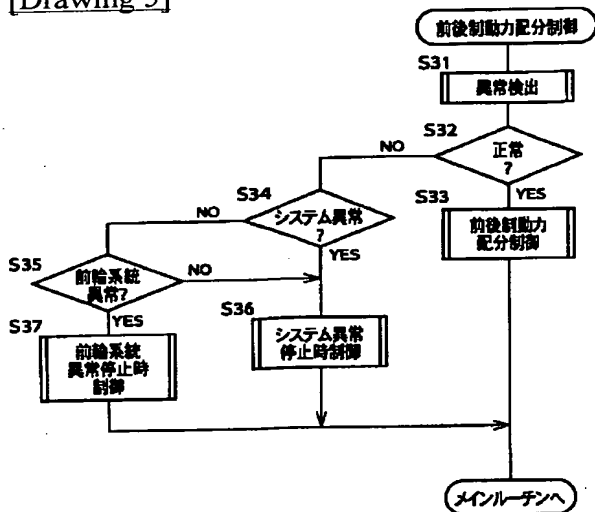 [Drawing 5]
前後制動力配分制御
S31
異常検出
S32
正常
?
NO
YES
S33
前後制動力
配分制御
S34
システム異常
?
NO
YES
S35
前輪系統
異常?
NO
YES
S36
システム異常
停止時制御
S37
前輪系統
異常停止時
制御
メインルーチンへ